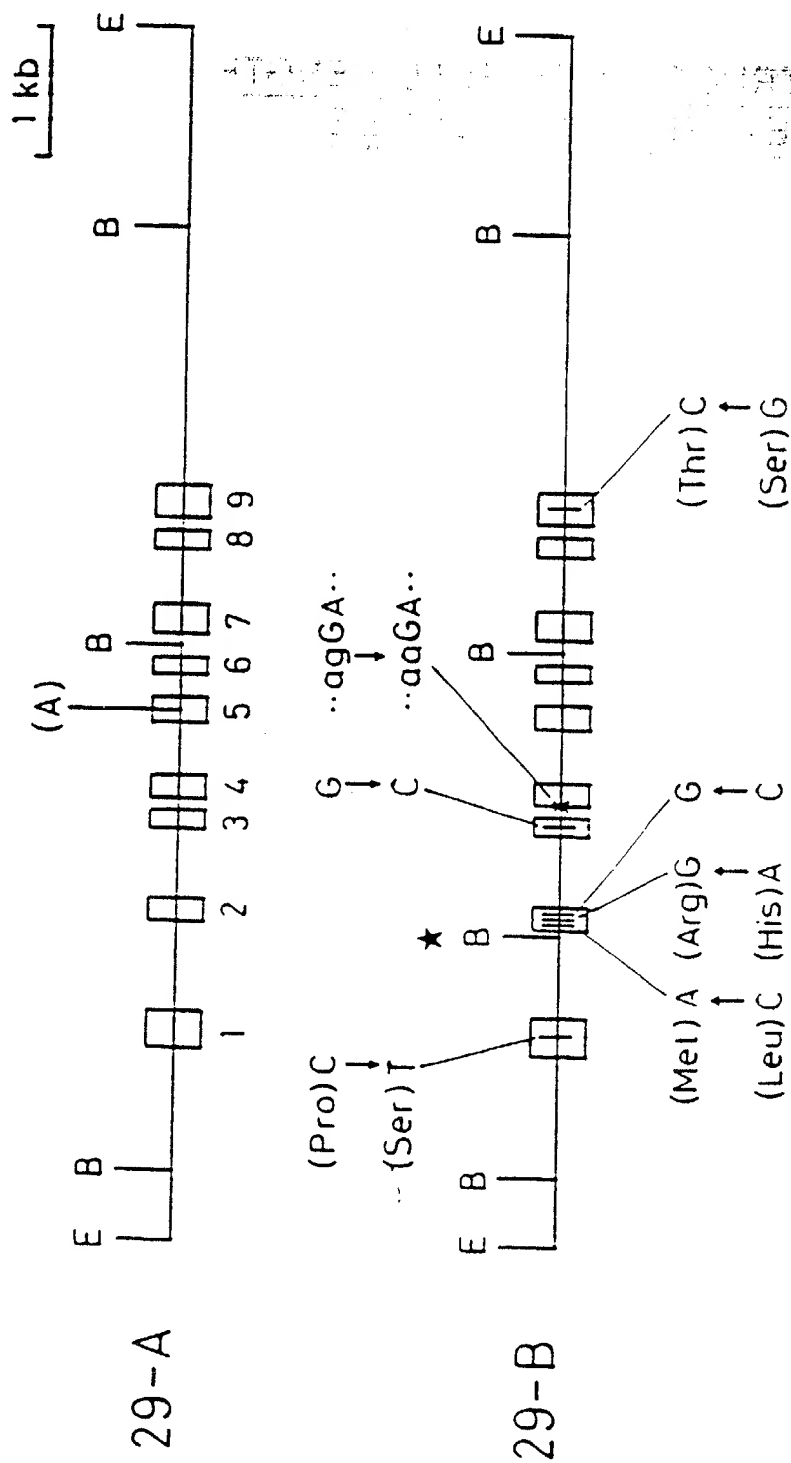 1 kb
29-A
E B B B E
(A)
1 2 3 4 5 6 7 8 9
29-B
(Pro) C → (Ser) T
G → C
..agGA.. → ..aaGA..
★
E B B B B E
(Met) A ← (Leu) C
(Arg) G ← (His) A
G ← C
(Thr) C ← (Ser) G